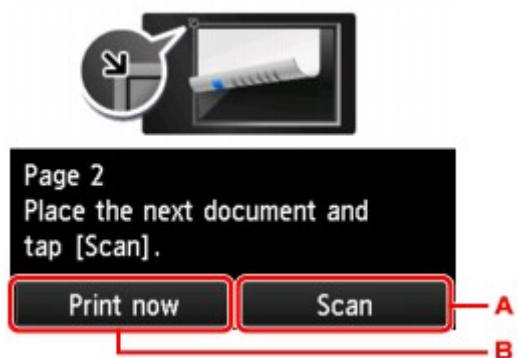 Page 2
Place the next document and
tap [Scan].
Print now Scan A
B